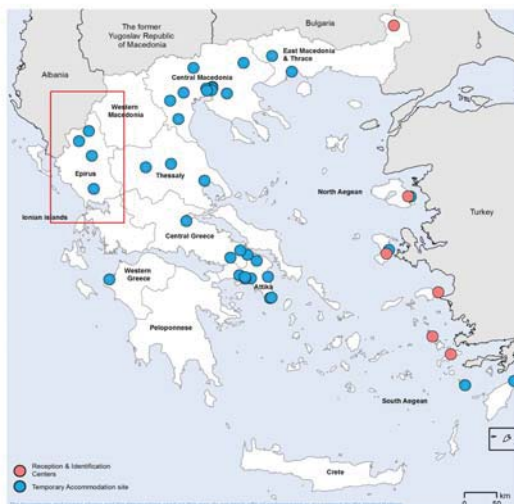 The former
Yugoslav Republic
of Macedonia
Bulgaria
Albania
East Macedonia
& Thrace
Central Macedonia
Western
Macedonia
Epirus
Thessaly
North Aegean
Turkey
Ionian Islands
Central Greece
Western
Greece
Attika
Peloponnese
South Aegean
Crete
Reception & Identification
Centers
Temporary Accommodation site
km
0 50